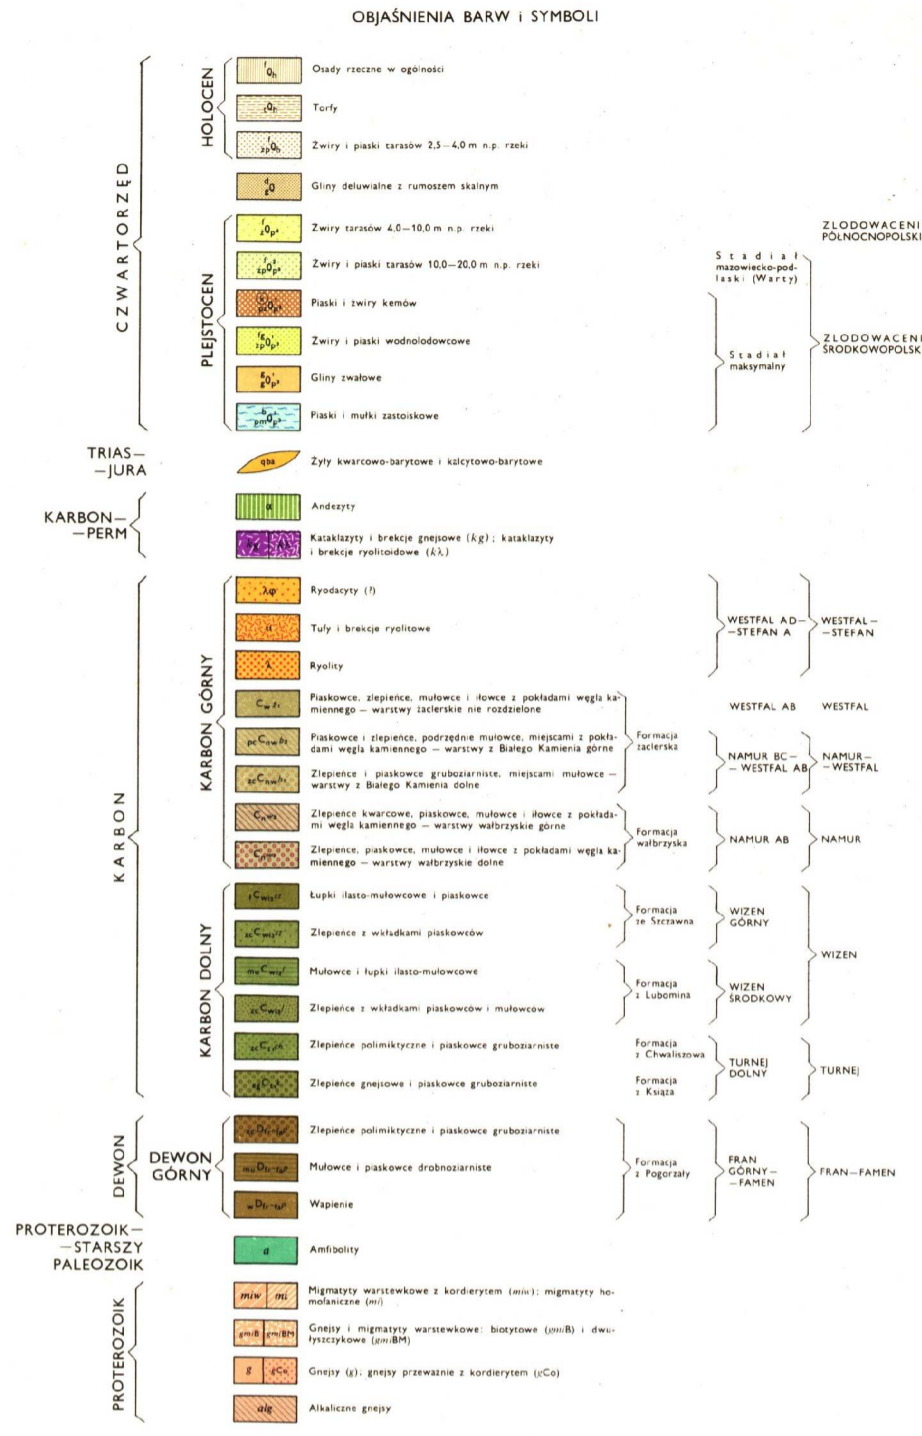 OBJAŚNIENIA BARW i SYMBOLI
CZWARTORZĘD
HOLOCEN
Osady rzeczne w ogólności
Torfy
Żwiry i piaski tarasów 2,5—4,0 m n.p. rzeki
Gliny deluwialne z rumoszem skalnym
PLEJSTOCEN
Żwiry tarasów 4,0—10,0 m n.p. rzeki
ZLODOWACENI
PÓŁNOCNOPOLSKI
Żwiry i piaski tarasów 10,0—20,0 m n.p. rzeki
Stadiał
mazowiecko-pod-
laski (Warty)
Piaski i żwiry kemów
Żwiry i piaski wodnolodowcowe
Gliny zwałowe
Piaski i mułki zastoiskowe
Stadiał
maksymalny
ZLODOWACENI
ŚRODKOWOPOLSK
TRIAS—
—JURA
qba
Żyły kwarcowo-barytowe i kalcytowo-barytowe
KARBON—
—PERM
α
Andezyty
kg kλ
Kataklazyty i brekcje gnejsowe (kg); kataklazyty
i brekcje ryolitoidowe (kλ)
KARBON
KARBON GÓRNY
λφ
Ryodacyty (?)
Tufy i brekcje ryolitowe
λ
Ryolity
WESTFAL AD—
—STEFAN A
WESTFAL—
—STEFAN
Piaskowce, zlepieńce, mułowce i iłowce z pokładami węgla ka-
miennego — warstwy żaclerskie nie rozdzielone
WESTFAL AB
WESTFAL
Piaskowce i zlepieńce, podrzędnie mułowce, miejscami z pokła-
dami węgla kamiennego — warstwy z Białego Kamienia górne
Zlepieńce i piaskowce gruboziarniste, miejscami mułowce —
warstwy z Białego Kamienia dolne
Formacja
żaclerska
NAMUR BC—
—WESTFAL AB
NAMUR—
—WESTFAL
Zlepieńce kwarcowe, piaskowce, mułowce i iłowce z pokłada-
mi węgla kamiennego — warstwy wałbrzyskie górne
Zlepieńce, piaskowce, mułowce i iłowce z pokładami węgla ka-
miennego — warstwy wałbrzyskie dolne
Formacja
wałbrzyska
NAMUR AB
NAMUR
KARBON DOLNY
Łupki ilasto-mułowcowe i piaskowce
Zlepieńce z wkładkami piaskowców
Formacja
ze Szczawna
WIZEN
GÓRNY
Mułowce i łupki ilasto-mułowcowe
Zlepieńce z wkładkami piaskowców i mułowców
Formacja
z Lubomina
WIZEN
ŚRODKOWY
WIZEN
Zlepieńce polimiktyczne i piaskowce gruboziarniste
Formacja
z Chwaliszowa
Zlepieńce gnejsowe i piaskowce gruboziarniste
Formacja
z Książa
TURNEJ
DOLNY
TURNEJ
DEWON
DEWON
GÓRNY
Zlepieńce polimiktyczne i piaskowce gruboziarniste
Mułowce i piaskowce drobnoziarniste
Wapienie
Formacja
z Pogorzały
FRAN
GÓRNY—
—FAMEN
FRAN—FAMEN
PROTEROZOIK—
—STARSZY
PALEOZOIK
a
Amfibolity
PROTEROZOIK
miw mi
Migmatyty warstewkowe z kordierytem (miw); migmatyty ho-
mofaniczne (mi)
gmiB gmiBM
Gnejsy i migmatyty warstewkowe: biotytowe (gmiB) i dwu-
łyszczykowe (gmiBM)
g gCo
Gnejsy (g); gnejsy przeważnie z kordierytem (gCo)
alg
Alkaliczne gnejsy